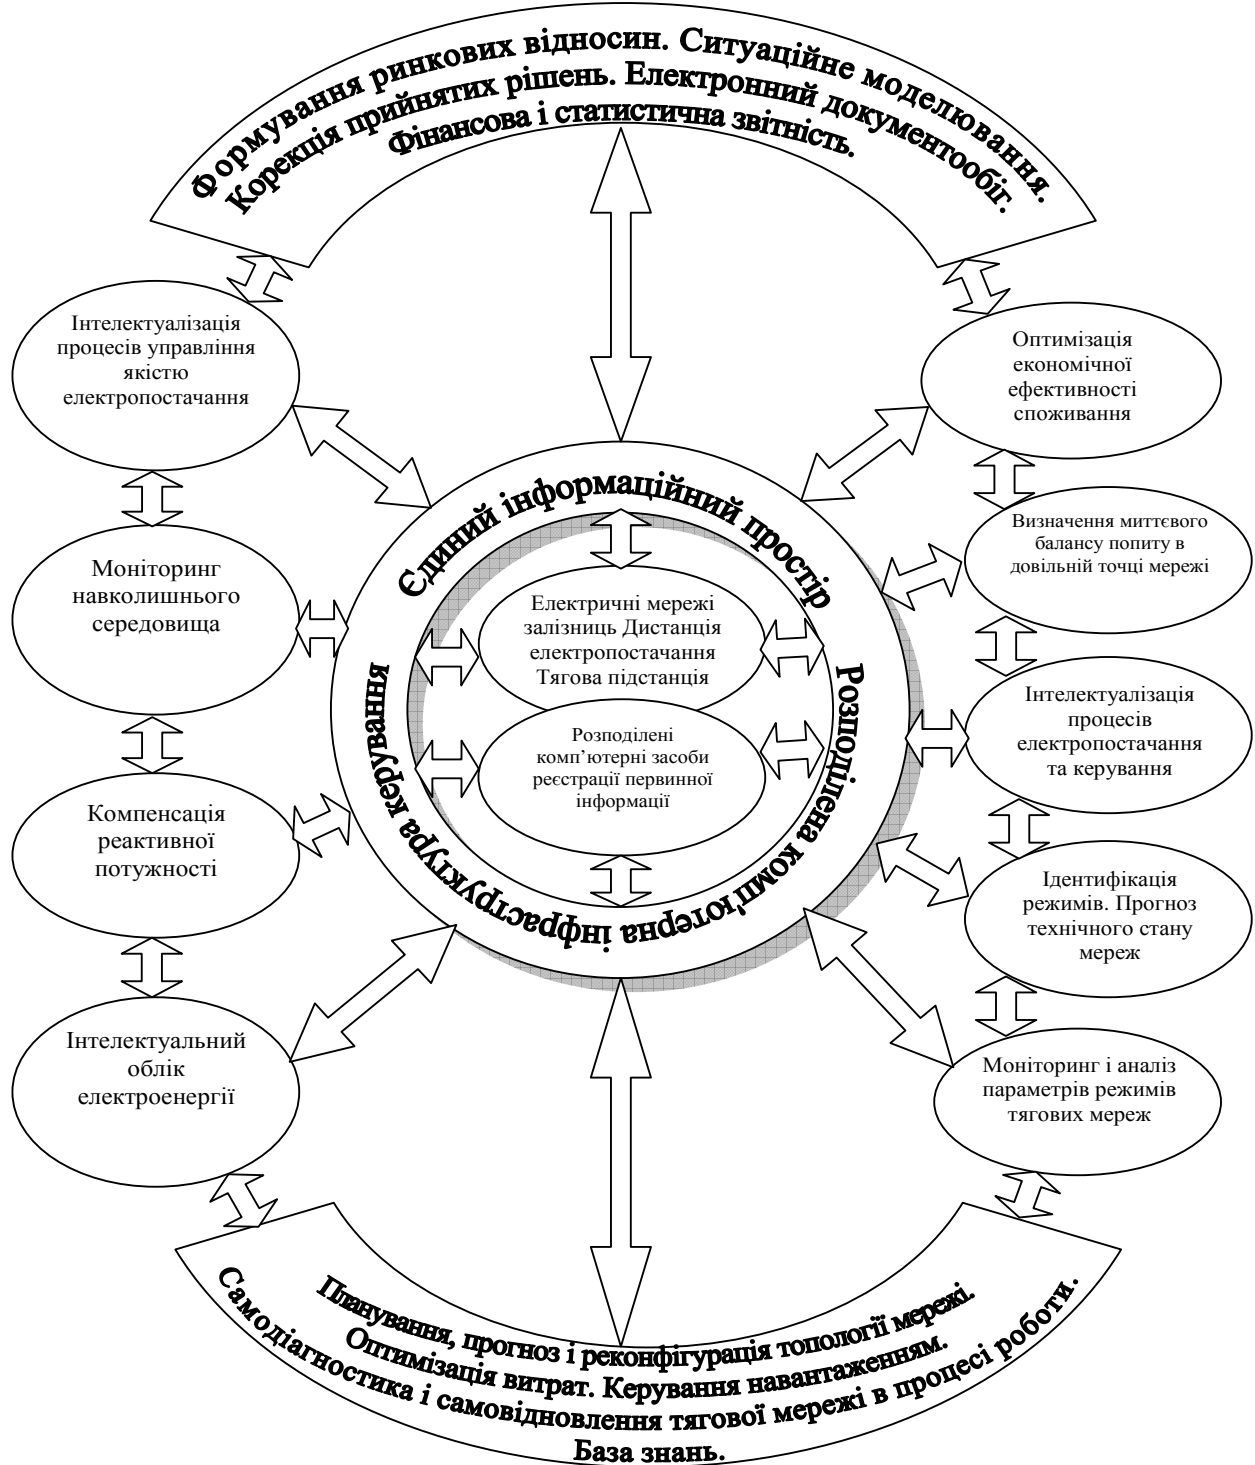 Формування ринкових відносин. Ситуаційне моделювання.
Корекція прийнятих рішень. Електронний документообіг.
Фінансова і статистична звітність.
Інтелектуалізація
процесів управління
якістю
електропостачання
Моніторинг
навколишнього
середовища
Компенсація
реактивної
потужності
Інтелектуальний
облік
електроенергії
Єдиний інформаційний простір
Електричні мережі
залізниць Дистанція
електропостачання
Тягова підстанція
Розподілені
комп’ютерні засоби
реєстрації первинної
інформації
Розподілена комп'ютерна інфраструктура керування
Оптимізація
економічної
ефективності
споживання
Визначення миттєвого
балансу попиту в
довільній точці мережі
Інтелектуалізація
процесів
електропостачання
та керування
Ідентифікація
режимів. Прогноз
технічного стану
мереж
Моніторинг і аналіз
параметрів режимів
тягових мереж
Планування, прогноз і реконфігурація топології мережі.
Оптимізація витрат. Керування навантаженням.
Самодіагностика і самовідновлення тягової мережі в процесі роботи.
База знань.